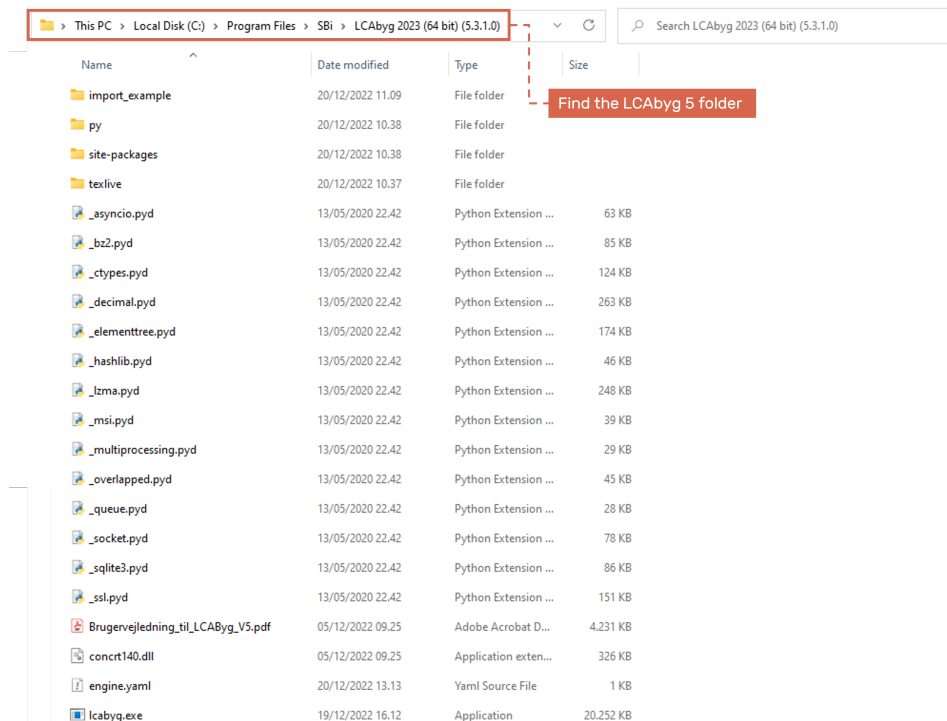 This PC > Local Disk (C:) > Program Files > SBi > LCAbyg 2023 (64 bit) (5.3.1.0)
Search LCAbyg 2023 (64 bit) (5.3.1.0)
Name Date modified Type Size
Find the LCAbyg 5 folder
import_example 20/12/2022 11.09 File folder
py 20/12/2022 10.38 File folder
site-packages 20/12/2022 10.38 File folder
texlive 20/12/2022 10.37 File folder
_asyncio.pyd 13/05/2020 22.42 Python Extension ... 63 KB
_bz2.pyd 13/05/2020 22.42 Python Extension ... 85 KB
_ctypes.pyd 13/05/2020 22.42 Python Extension ... 124 KB
_decimal.pyd 13/05/2020 22.42 Python Extension ... 263 KB
_elementtree.pyd 13/05/2020 22.42 Python Extension ... 174 KB
_hashlib.pyd 13/05/2020 22.42 Python Extension ... 46 KB
_lzma.pyd 13/05/2020 22.42 Python Extension ... 248 KB
_msi.pyd 13/05/2020 22.42 Python Extension ... 39 KB
_multiprocessing.pyd 13/05/2020 22.42 Python Extension ... 29 KB
_overlapped.pyd 13/05/2020 22.42 Python Extension ... 45 KB
_queue.pyd 13/05/2020 22.42 Python Extension ... 28 KB
_socket.pyd 13/05/2020 22.42 Python Extension ... 78 KB
_sqlite3.pyd 13/05/2020 22.42 Python Extension ... 86 KB
_ssl.pyd 13/05/2020 22.42 Python Extension ... 151 KB
Brugervejledning_til_LCAByg_V5.pdf 05/12/2022 09.25 Adobe Acrobat D... 4.231 KB
concrt140.dll 05/12/2022 09.25 Application exten... 326 KB
engine.yaml 20/12/2022 13.13 Yaml Source File 1 KB
lcabyg.exe 19/12/2022 16.12 Application 20.252 KB